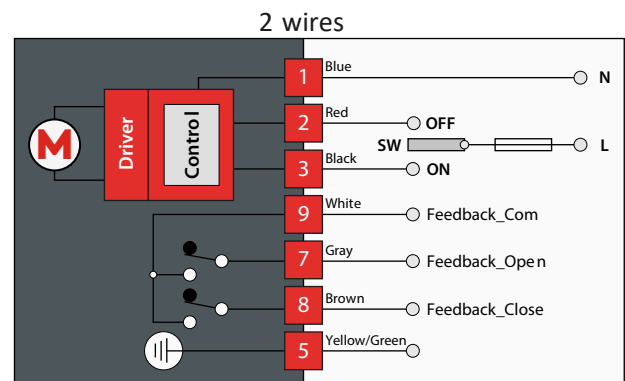 2 wires
1 Blue N
2 Red OFF
SW L
3 Black ON
M Driver Control
9 White Feedback_Com
7 Gray Feedback_Open
8 Brown Feedback_Close
5 Yellow/Green